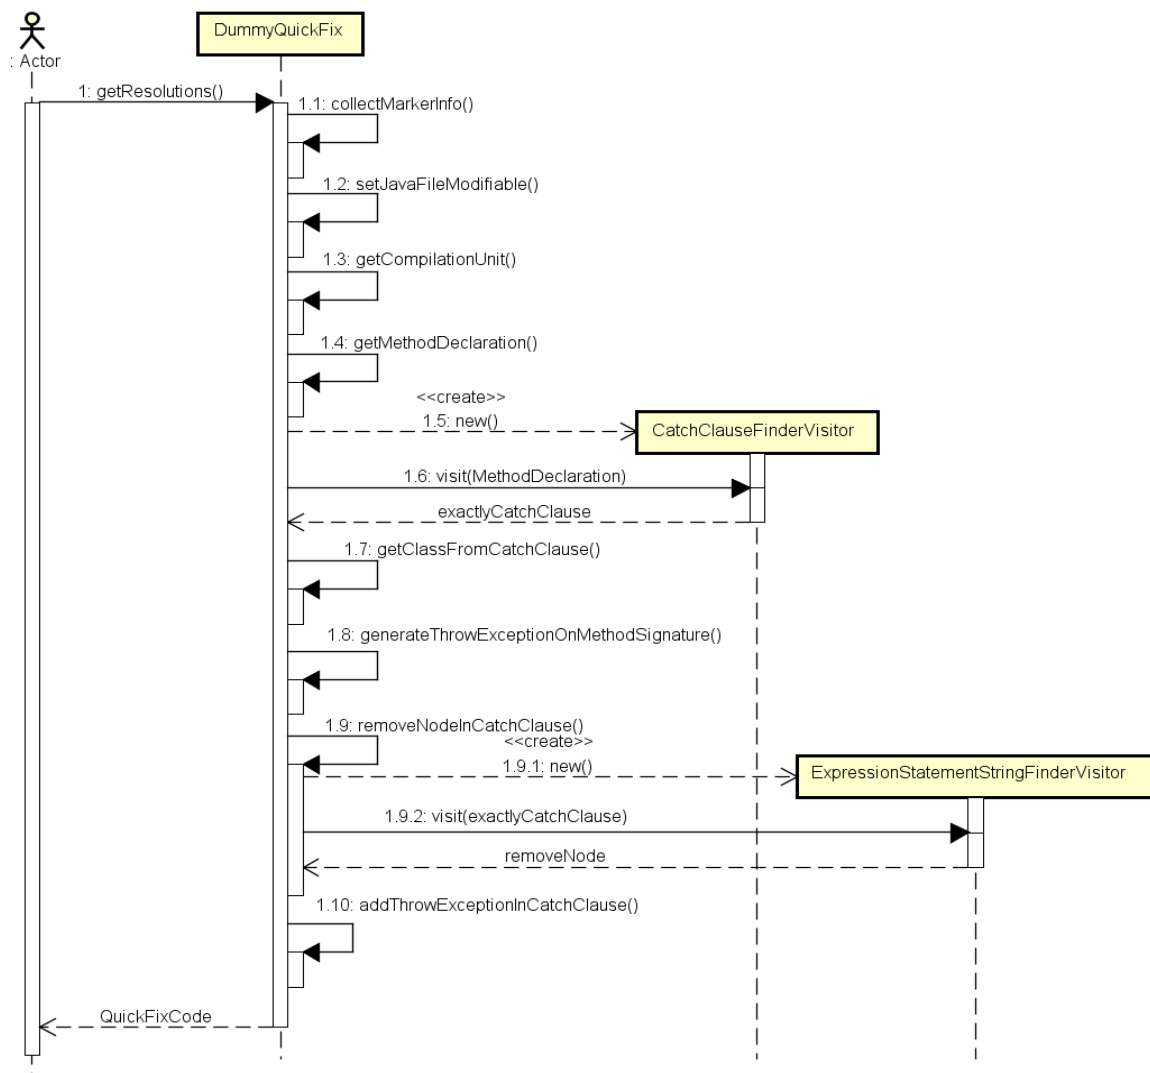 DummyQuickFix
: Actor
1: getResolutions()
1.1: collectMarkerInfo()
1.2: setJavaFileModifiable()
1.3: getCompilationUnit()
1.4: getMethodDeclaration()
<<create>>
1.5: new()
CatchClauseFinderVisitor
1.6: visit(MethodDeclaration)
exactlyCatchClause
1.7: getClassFromCatchClause()
1.8: generateThrowExceptionOnMethodSignature()
1.9: removeNodeInCatchClause()
<<create>>
1.9.1: new()
ExpressionStatementStringFinderVisitor
1.9.2: visit(exactlyCatchClause)
removeNode
1.10: addThrowExceptionInCatchClause()
QuickFixCode